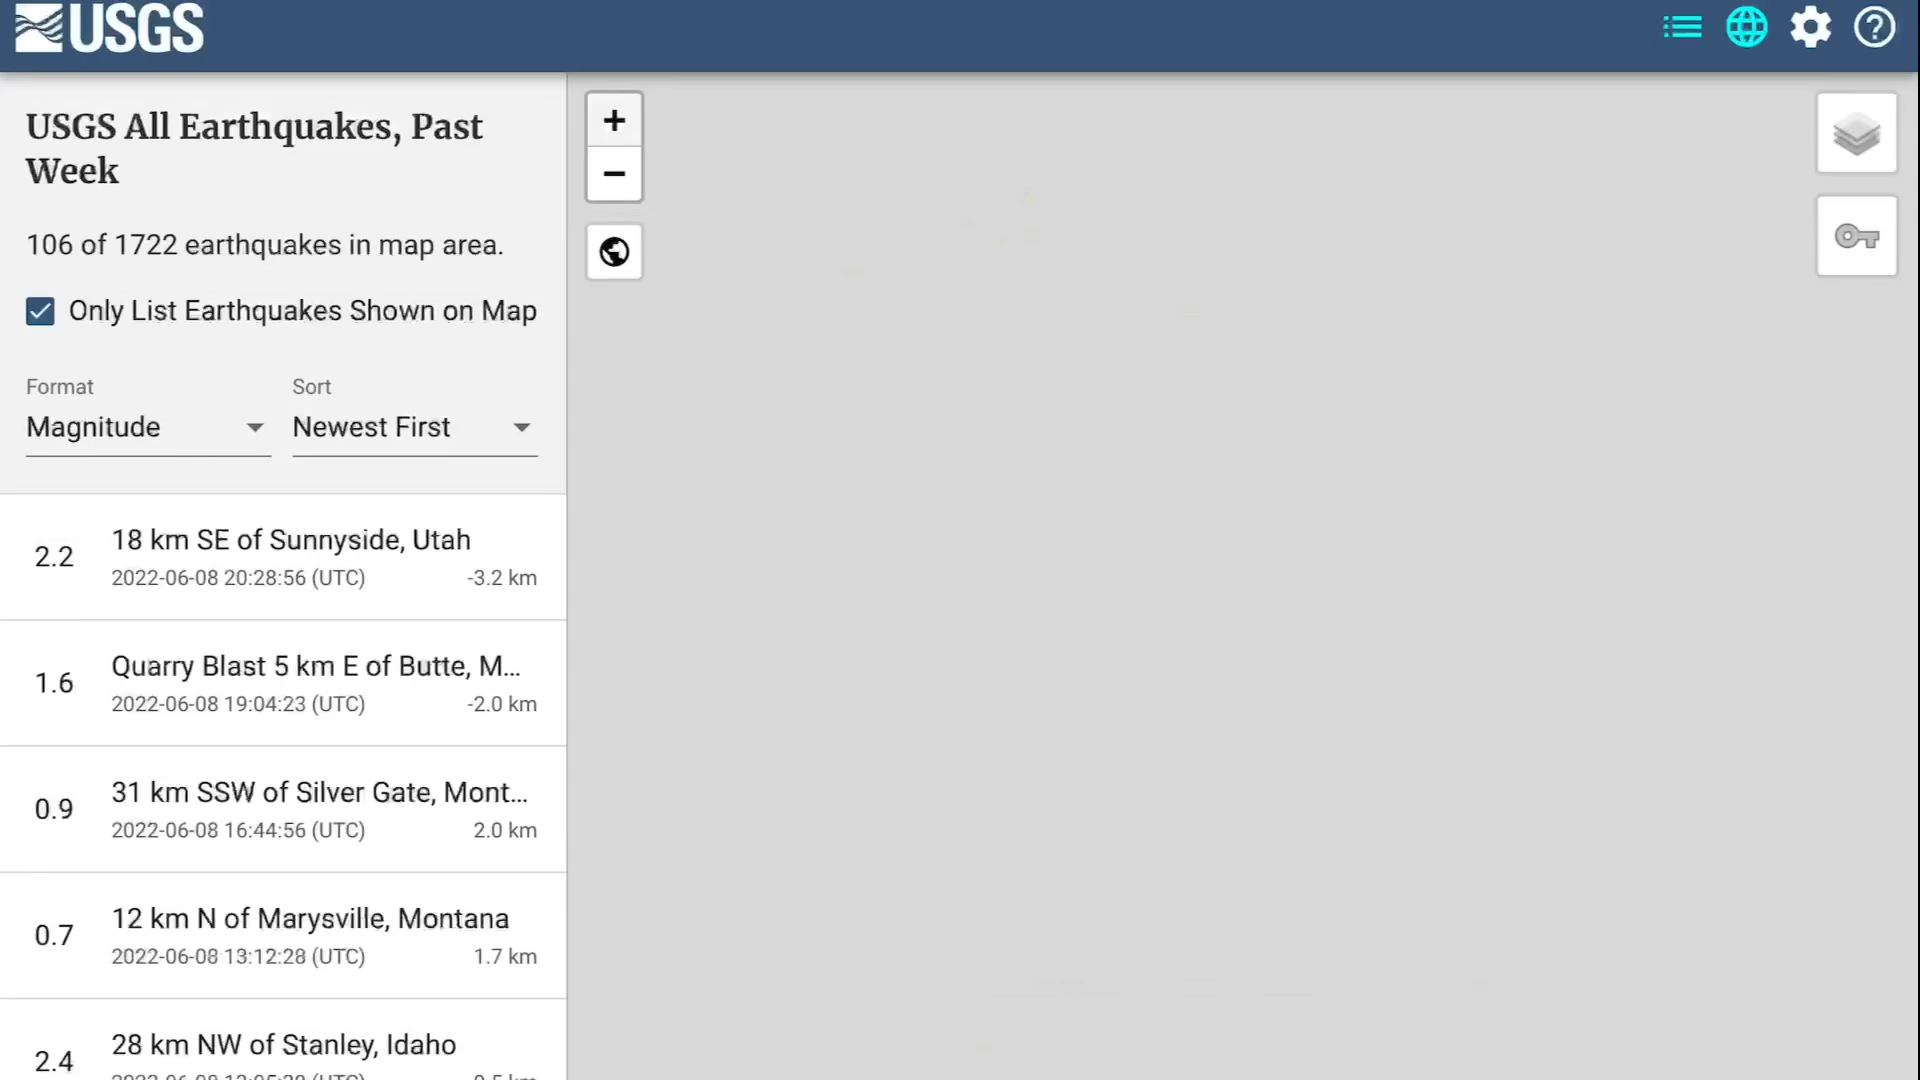 USGS
USGS All Earthquakes, Past
Week
106 of 1722 earthquakes in map area.
Only List Earthquakes Shown on Map
Format
Sort
Magnitude
Newest First
2.2
18 km SE of Sunnyside, Utah
2022-06-08 20:28:56 (UTC)
-3.2 km
1.6
Quarry Blast 5 km E of Butte, M...
2022-06-08 19:04:23 (UTC)
-2.0 km
0.9
31 km SSW of Silver Gate, Mont...
2022-06-08 16:44:56 (UTC)
2.0 km
0.7
12 km N of Marysville, Montana
2022-06-08 13:12:28 (UTC)
1.7 km
2.4
28 km NW of Stanley, Idaho